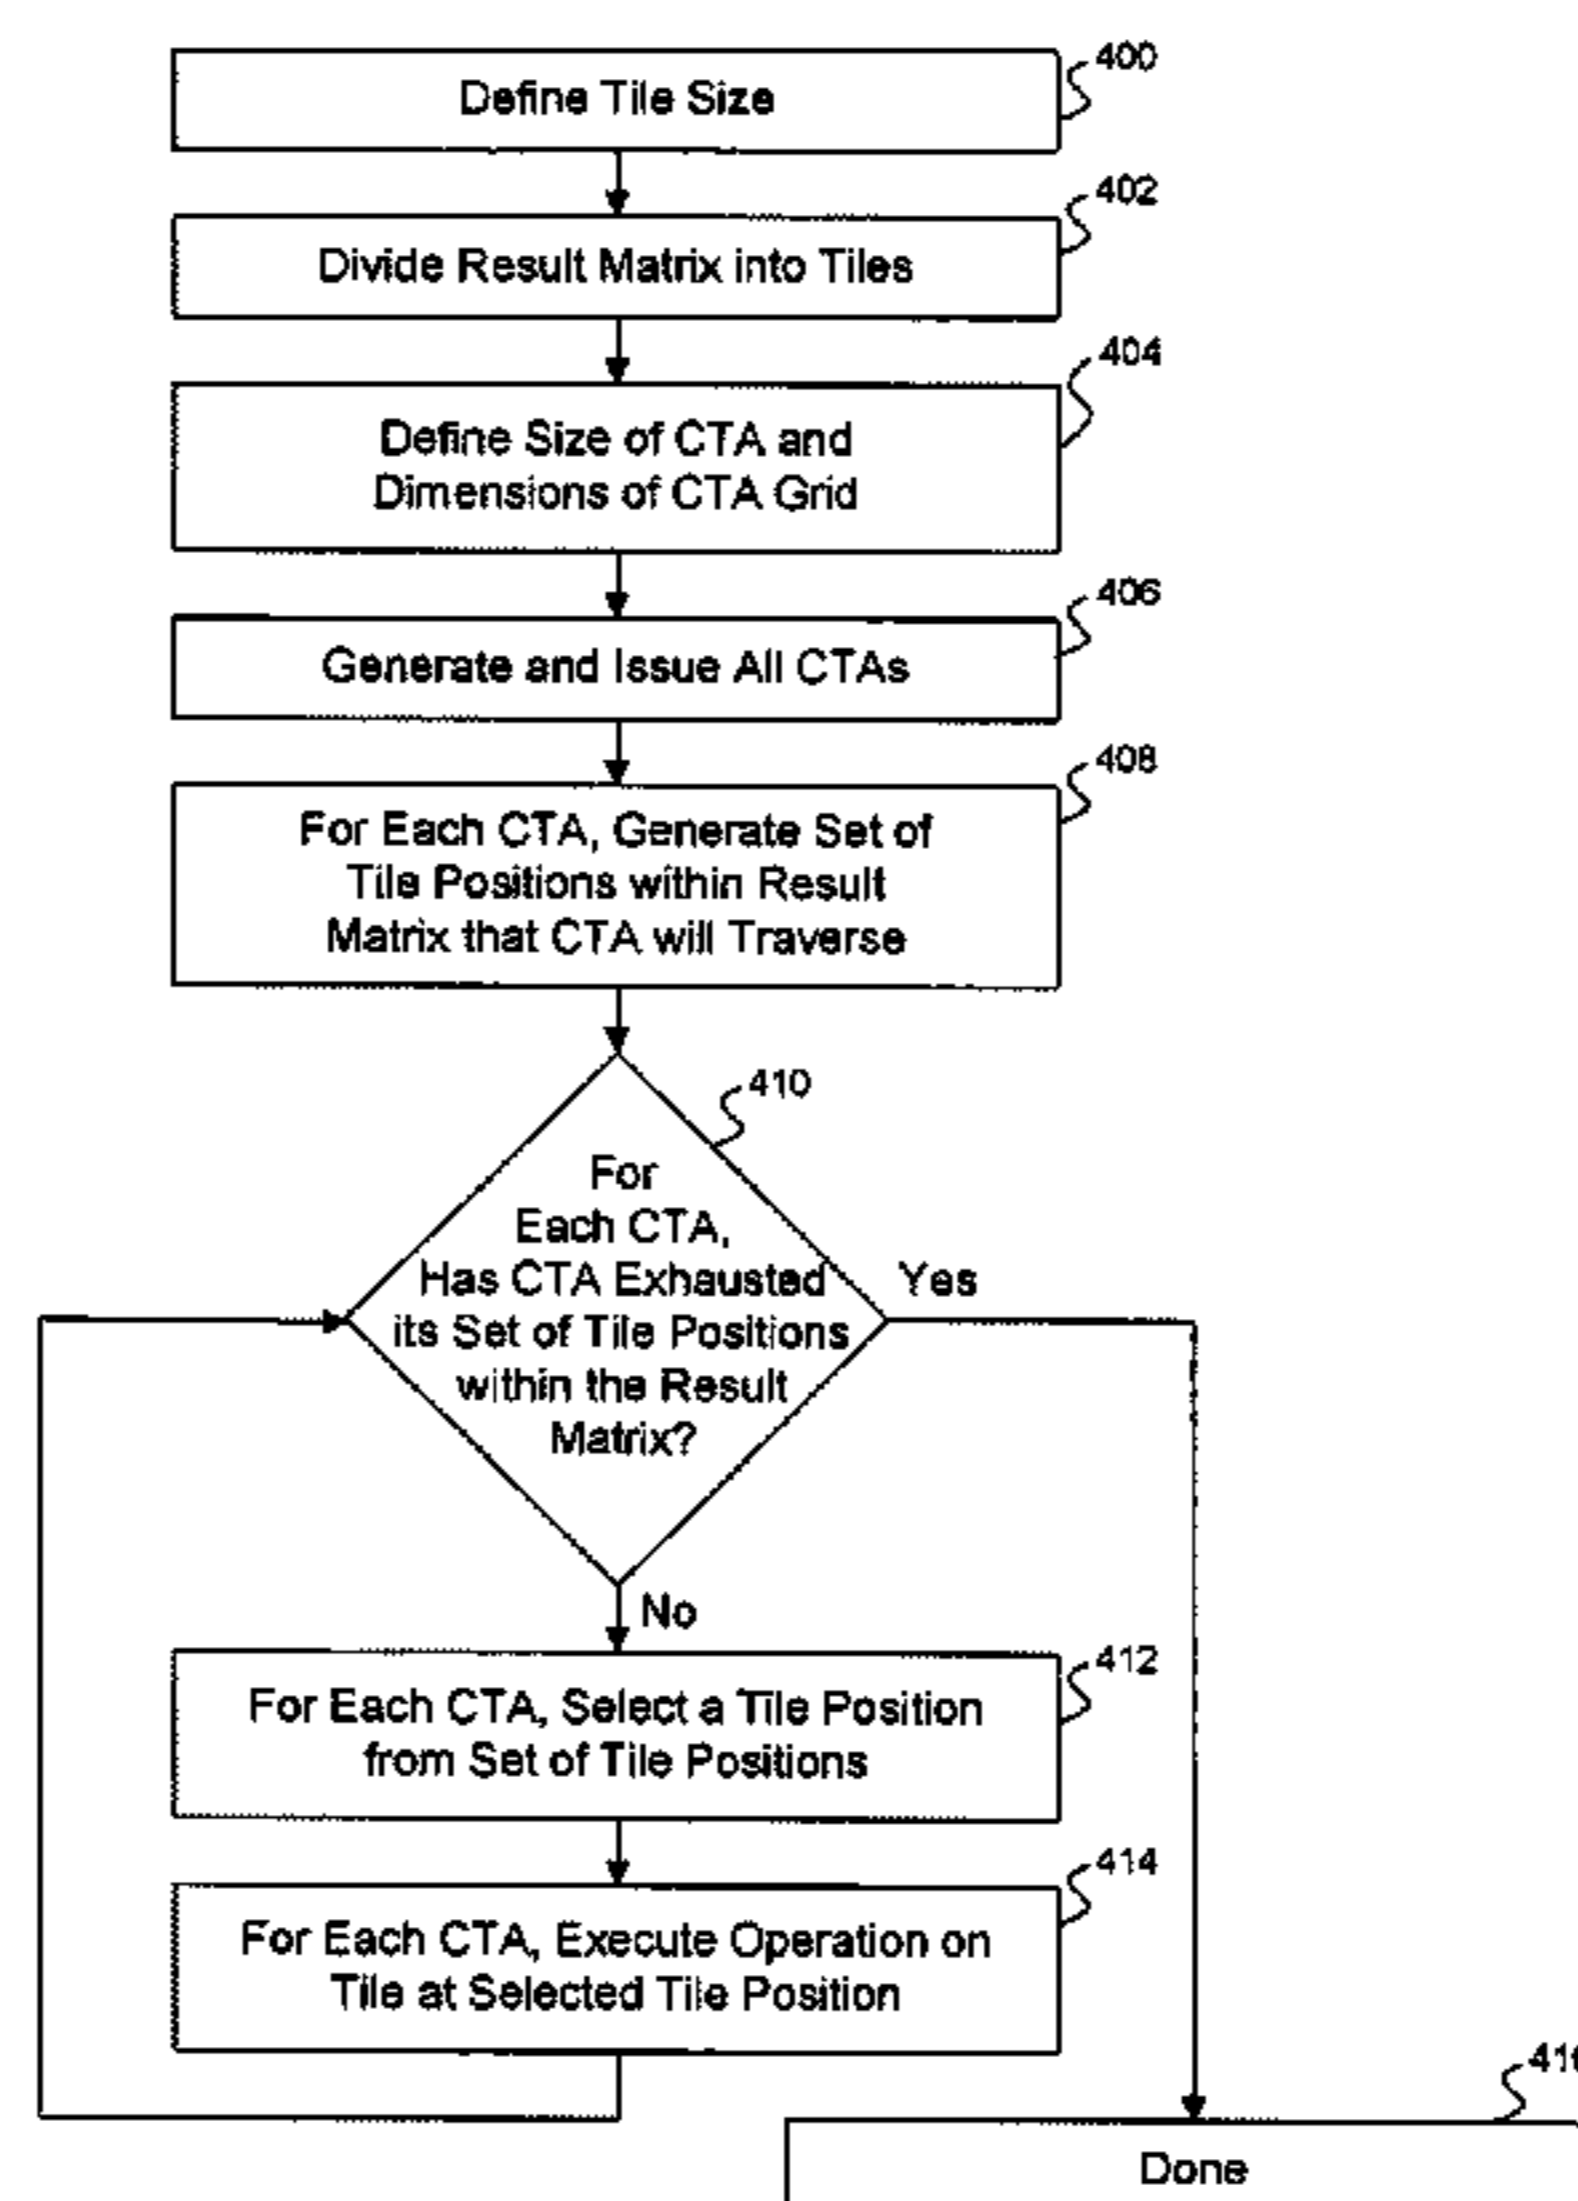 400
Define Tile Size
402
Divide Result Matrix into Tiles
404
Define Size of CTA and
Dimensions of CTA Grid
406
Generate and Issue All CTAs
408
For Each CTA, Generate Set of
Tile Positions within Result
Matrix that CTA will Traverse
410
For
Each CTA,
Has CTA Exhausted
its Set of Tile Positions
within the Result
Matrix?
Yes
No
412
For Each CTA, Select a Tile Position
from Set of Tile Positions
414
For Each CTA, Execute Operation on
Tile at Selected Tile Position
Done